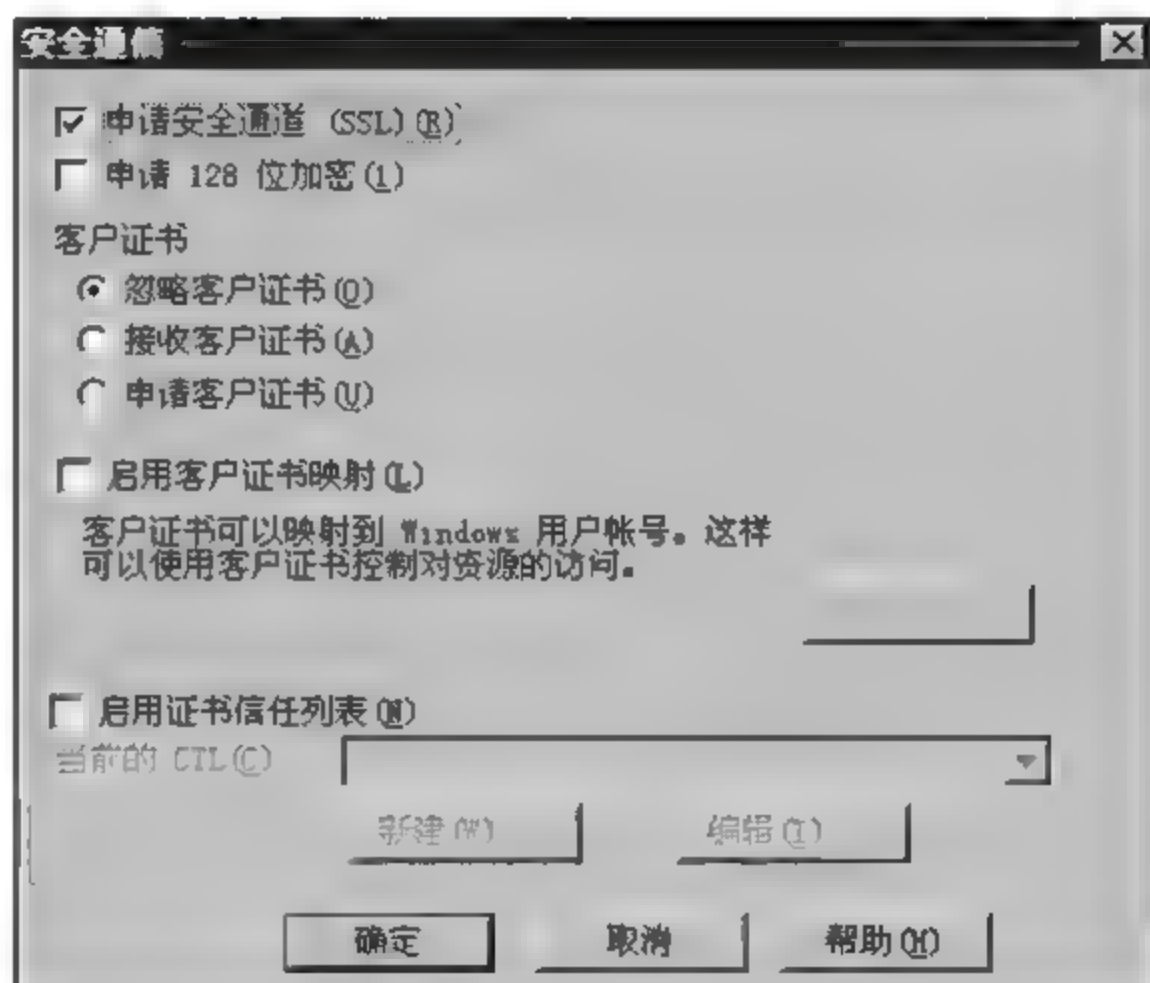 安全通信
申请安全通道 (SSL)(R)
申请 128 位加密(1)
客户证书
忽略客户证书(O)
接收客户证书(A)
申请客户证书(U)
启用客户证书映射(L)
客户证书可以映射到 Windows 用户帐号。这样
可以使用客户证书控制对资源的访问。
启用证书信任列表(N)
当前的 CTL(C)
新建(W) 编辑(I)
确定 取消 帮助(H)